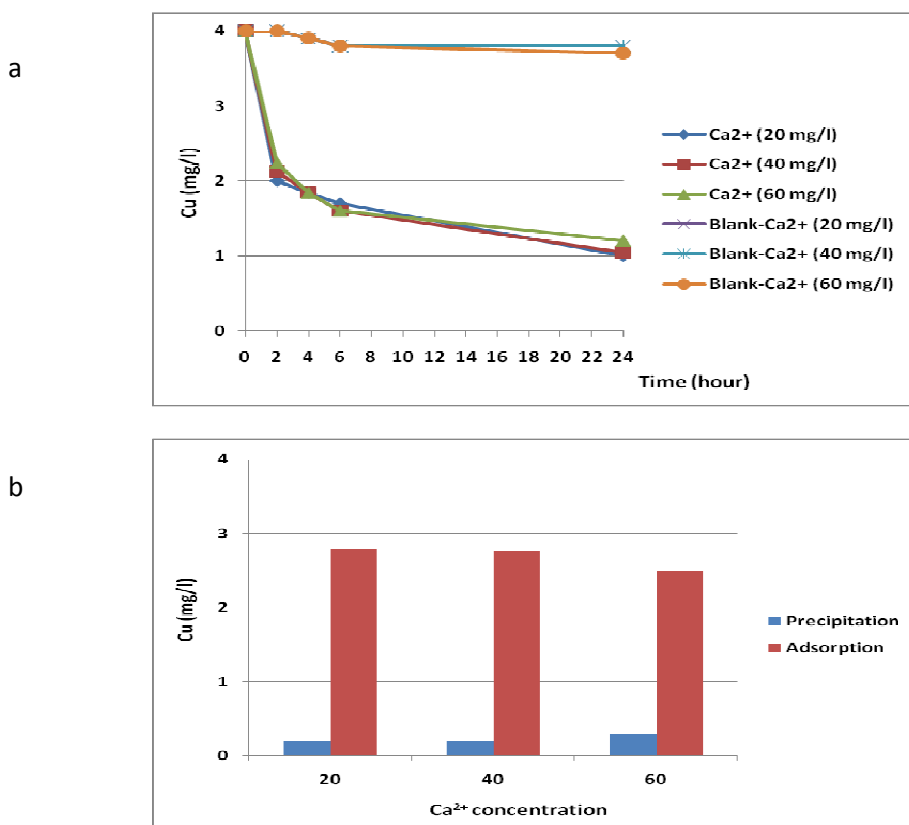 a
4
3
2
1
0
Cu (mg/l)
0 2 4 6 8 10 12 14 16 18 20 22 24
Time (hour)
Ca2+ (20 mg/l)
Ca2+ (40 mg/l)
Ca2+ (60 mg/l)
Blank-Ca2+ (20 mg/l)
Blank-Ca2+ (40 mg/l)
Blank-Ca2+ (60 mg/l)
b
4
3
2
1
0
Cu (mg/l)
20 40 60
Ca²⁺ concentration
Precipitation
Adsorption